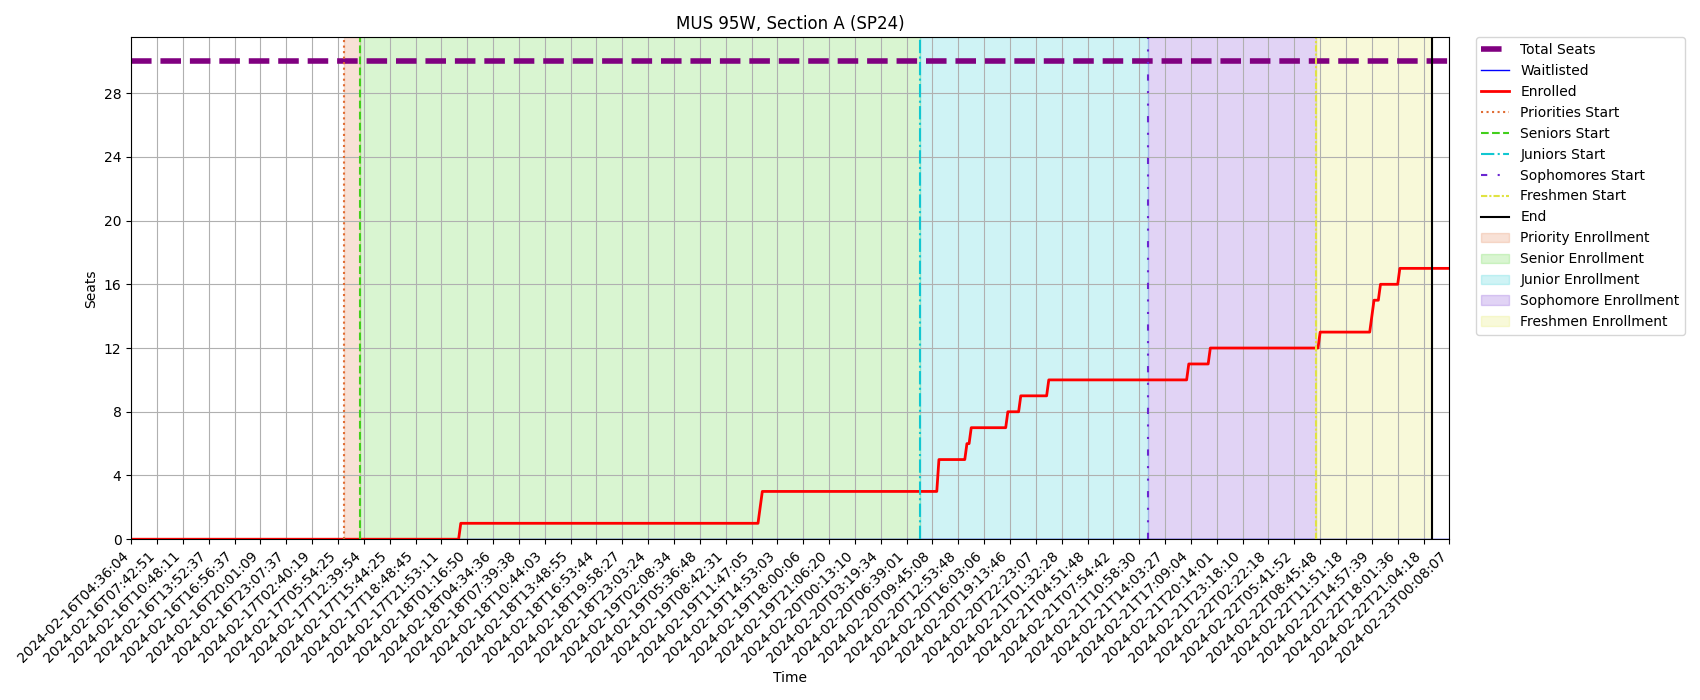 MUS 95W, Section A (SP24)
Total Seats
Waitlisted
Enrolled
Priorities Start
Seniors Start
Juniors Start
Sophomores Start
Freshmen Start
End
Priority Enrollment
Senior Enrollment
Junior Enrollment
Sophomore Enrollment
Freshmen Enrollment
Seats
28
24
20
16
12
8
4
0
2024-02-16T04:36:04
2024-02-16T07:42:51
2024-02-16T10:48:11
2024-02-16T13:52:37
2024-02-16T16:56:37
2024-02-16T20:01:09
2024-02-16T23:07:37
2024-02-17T02:40:19
2024-02-17T05:54:25
2024-02-17T12:39:54
2024-02-17T15:44:25
2024-02-17T18:48:45
2024-02-17T21:53:11
2024-02-18T01:16:50
2024-02-18T04:34:36
2024-02-18T07:39:38
2024-02-18T10:44:03
2024-02-18T13:48:55
2024-02-18T16:53:44
2024-02-18T19:58:27
2024-02-18T23:03:24
2024-02-19T02:08:34
2024-02-19T05:36:48
2024-02-19T08:42:31
2024-02-19T11:47:05
2024-02-19T14:53:03
2024-02-19T18:00:06
2024-02-19T21:06:20
2024-02-20T00:13:10
2024-02-20T03:19:34
2024-02-20T06:39:01
2024-02-20T09:45:08
2024-02-20T12:53:48
2024-02-20T16:03:06
2024-02-20T19:13:46
2024-02-20T22:23:07
2024-02-21T01:32:28
2024-02-21T04:51:48
2024-02-21T07:54:42
2024-02-21T10:58:30
2024-02-21T14:03:27
2024-02-21T17:09:04
2024-02-21T20:14:01
2024-02-21T23:18:10
2024-02-22T02:22:18
2024-02-22T05:41:52
2024-02-22T08:45:48
2024-02-22T11:51:18
2024-02-22T14:57:39
2024-02-22T18:01:36
2024-02-22T21:04:18
2024-02-23T00:08:07
Time